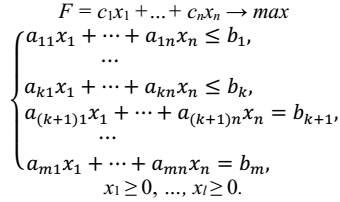 F = c₁x₁ + ... + cₙxₙ → max
a₁₁x₁ + ⋯ + a₁ₙxₙ ≤ b₁,
...
aₖ₁x₁ + ⋯ + aₖₙxₙ ≤ bₖ,
a₍ₖ₊₁₎₁x₁ + ⋯ + a₍ₖ₊₁₎ₙxₙ = bₖ₊₁,
...
aₘ₁x₁ + ⋯ + aₘₙxₙ = bₘ,
x₁ ≥ 0, ..., xₗ ≥ 0.